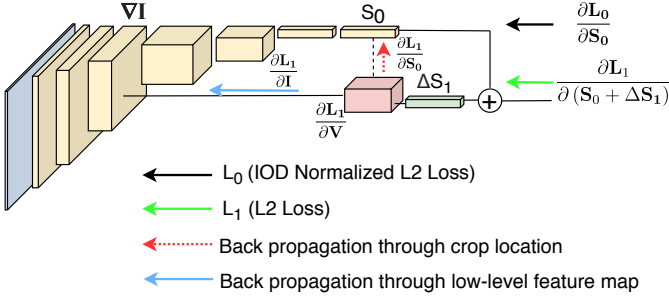 ∇I
S₀
∂L₀/∂S₀
∂L₁/∂S₀
∂L₁/∂I
ΔS₁
∂L₁/∂(S₀ + ΔS₁)
∂L₁/∂V
L₀ (IOD Normalized L2 Loss)
L₁ (L2 Loss)
Back propagation through crop location
Back propagation through low-level feature map